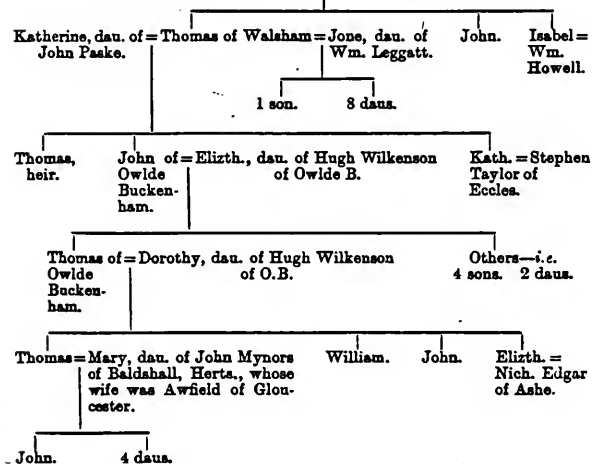 Katherine, dau. of = Thomas of Walsham = Jone, dau. of John. Isabel =
John Paske. Wm. Leggatt. Wm.
Howell.
1 son. 8 daus.
Thomas, John of = Elizth., dau. of Hugh Wilkenson Kath. = Stephen
heir. Owlde of Owlde B. Taylor of
Bucken- Eccles.
ham.
Thomas of = Dorothy, dau. of Hugh Wilkenson Others—i.e.
Owlde of O.B. 4 sons. 2 daus.
Bucken-
ham.
Thomas = Mary, dau. of John Mynors William. John. Elizth. =
of Baldshall, Herts., whose Nich. Edgar
wife was Awfield of Glou- of Ashe.
cester.
John. 4 daus.